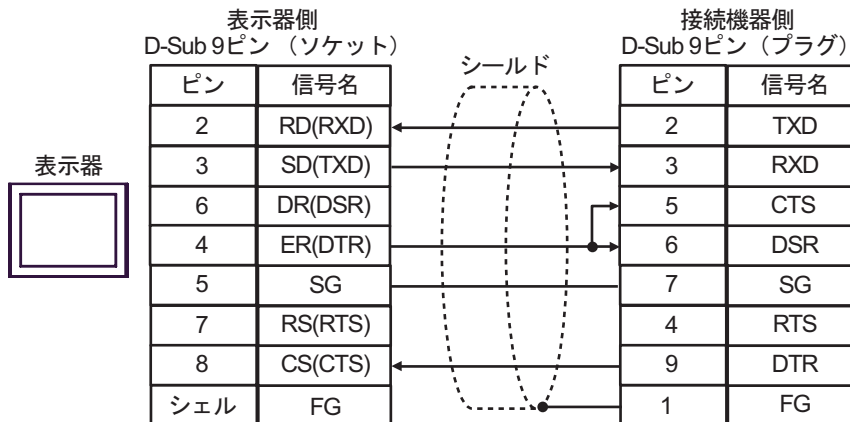 表示器側
D-Sub 9ピン （ソケット）
接続機器側
D-Sub 9ピン （プラグ）
シールド
ピン 信号名 ピン 信号名
2 RD(RXD) 2 TXD
3 SD(TXD) 3 RXD
表示器
6 DR(DSR) 5 CTS
4 ER(DTR) 6 DSR
5 SG 7 SG
7 RS(RTS) 4 RTS
8 CS(CTS) 9 DTR
シェル FG 1 FG